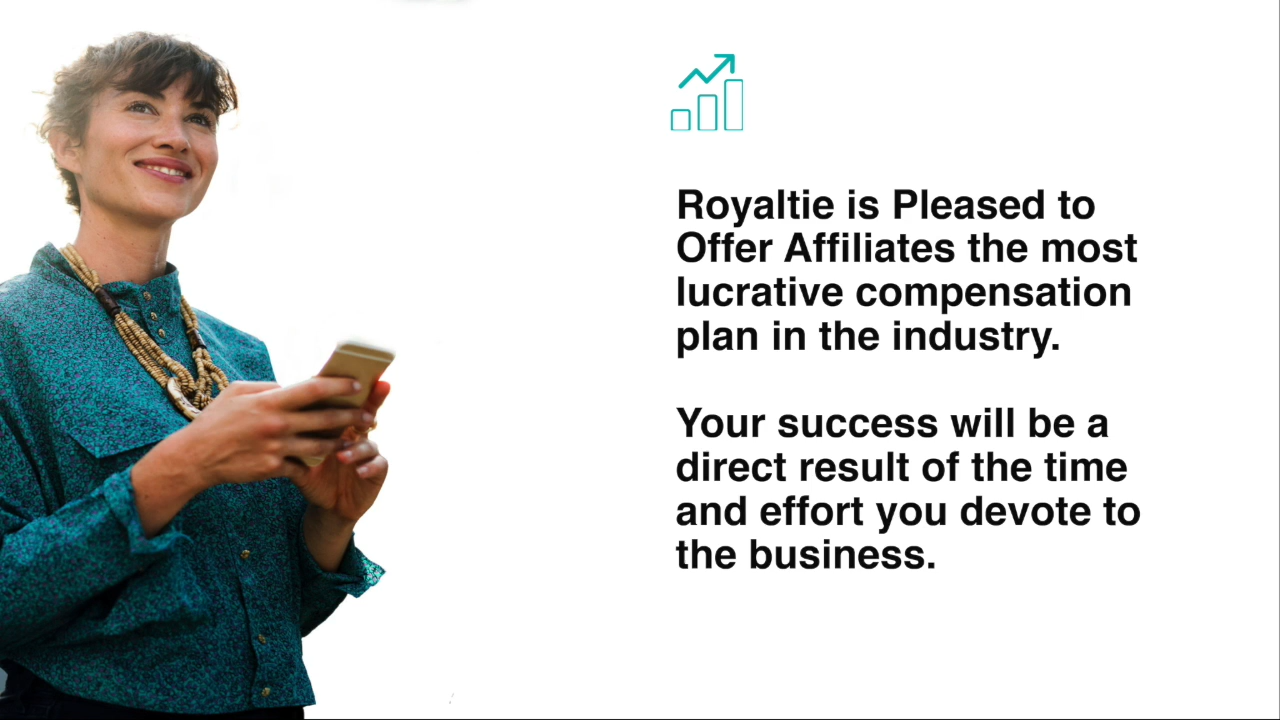 Royaltie is Pleased to
Offer Affiliates the most
lucrative compensation
plan in the industry.
Your success will be a
direct result of the time
and effort you devote to
the business.